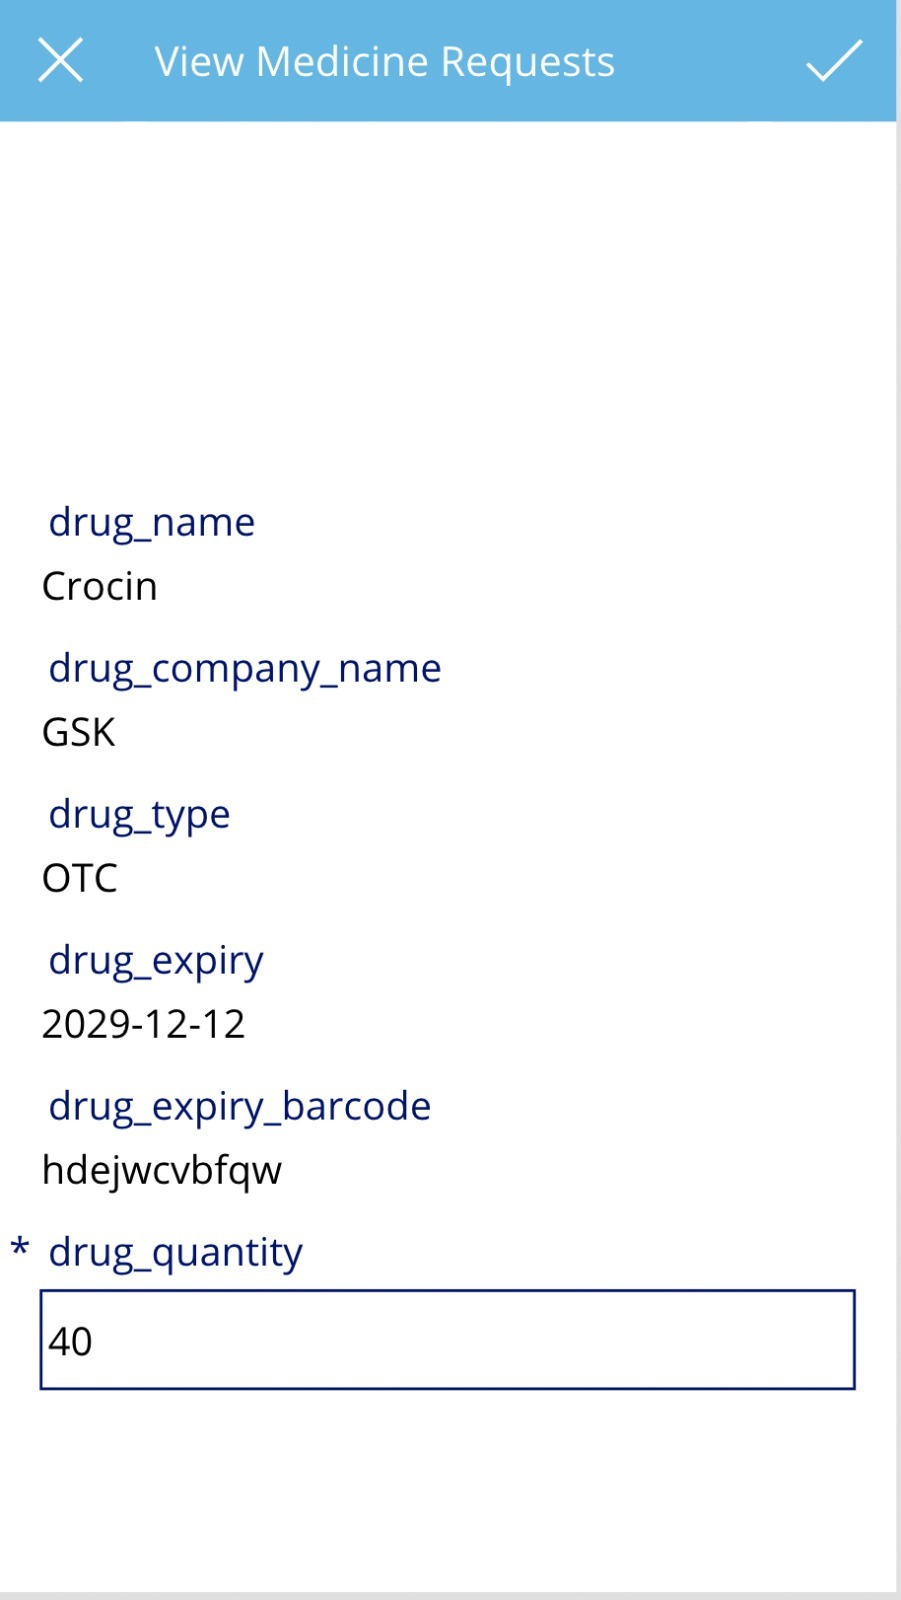 View Medicine Requests
drug_name
Crocin
drug_company_name
GSK
drug_type
OTC
drug_expiry
2029-12-12
drug_expiry_barcode
hdejwcvbfqw
* drug_quantity
40